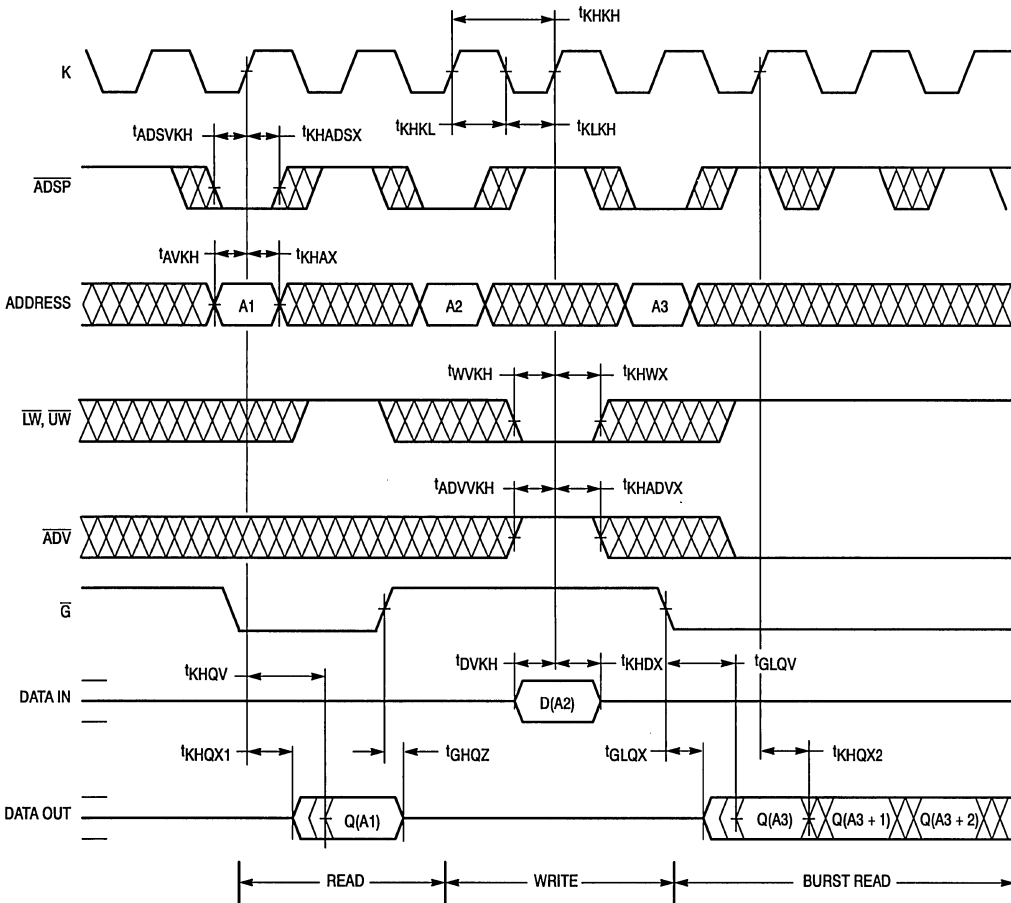 tKHKH
K
tADSVKH tKHADSX tKHKL tKLKH
ADSP
tAVKH tKHAX
ADDRESS A1 A2 A3
tWVKH tKHWX
LW, UW
tADVVKH tKHADVX
ADV
G
tKHQV tDVKH tKHDX tGLQV
DATA IN D(A2)
tKHQX1 tGHQZ tGLQX tKHQX2
DATA OUT Q(A1) Q(A3) Q(A3 + 1) Q(A3 + 2)
READ WRITE BURST READ